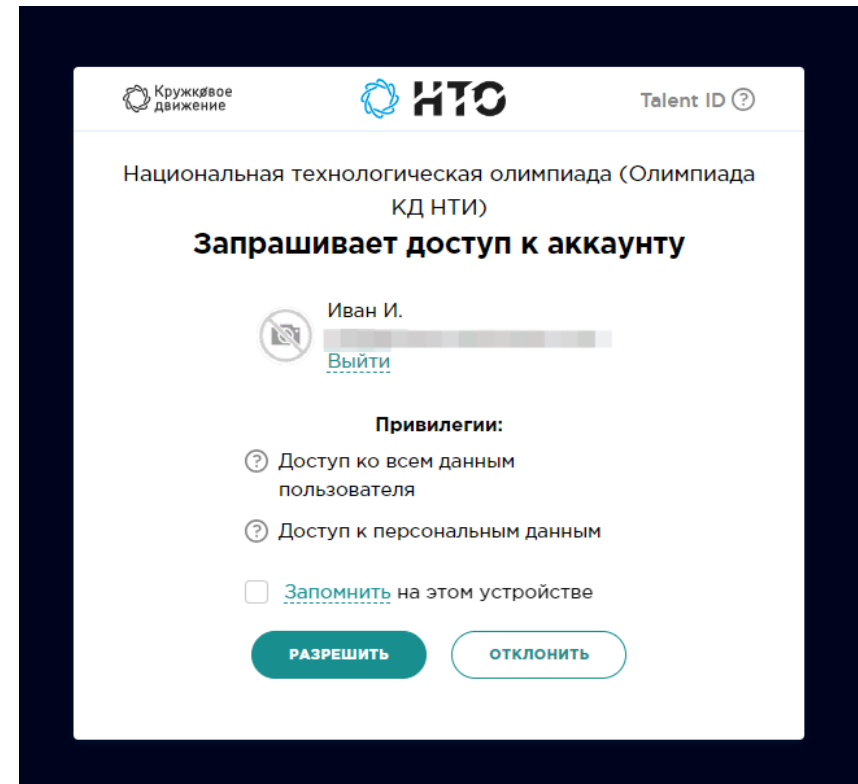 Кружковое
движение
НТО
Talent ID ?
Национальная технологическая олимпиада (Олимпиада
КД НТИ)
Запрашивает доступ к аккаунту
Иван И.
Выйти
Привилегии:
? Доступ ко всем данным
пользователя
? Доступ к персональным данным
Запомнить на этом устройстве
РАЗРЕШИТЬ
ОТКЛОНИТЬ